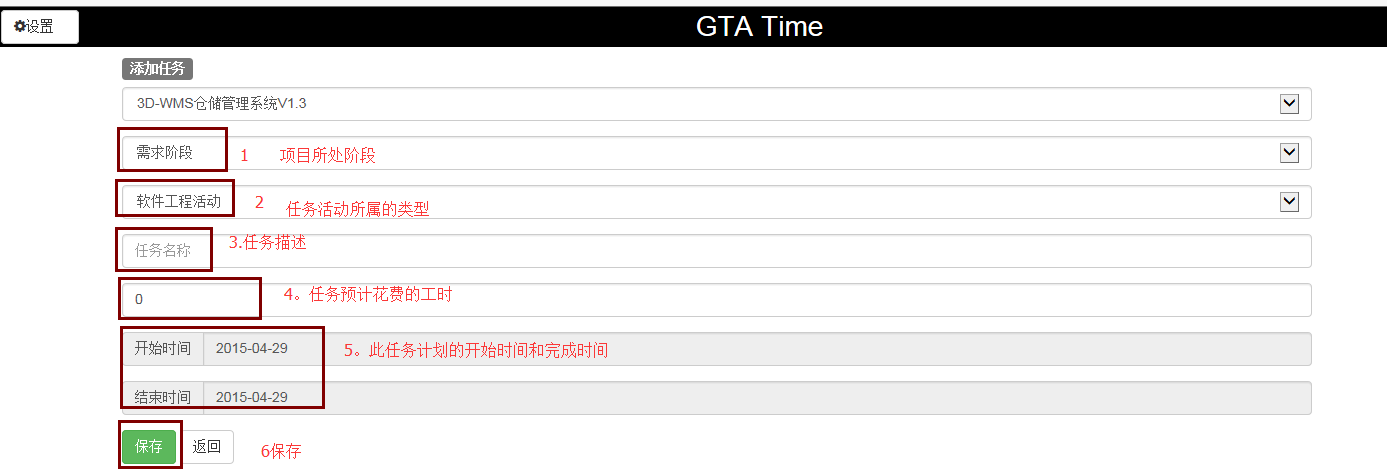 设置
GTA Time
添加任务
3D-WMS仓储管理系统V1.3
需求阶段 1 项目所处阶段
软件工程活动 2 任务活动所属的类型
任务名称 3.任务描述
0 4。任务预计花费的工时
开始时间 2015-04-29 5。此任务计划的开始时间和完成时间
结束时间 2015-04-29
保存 返回 6保存